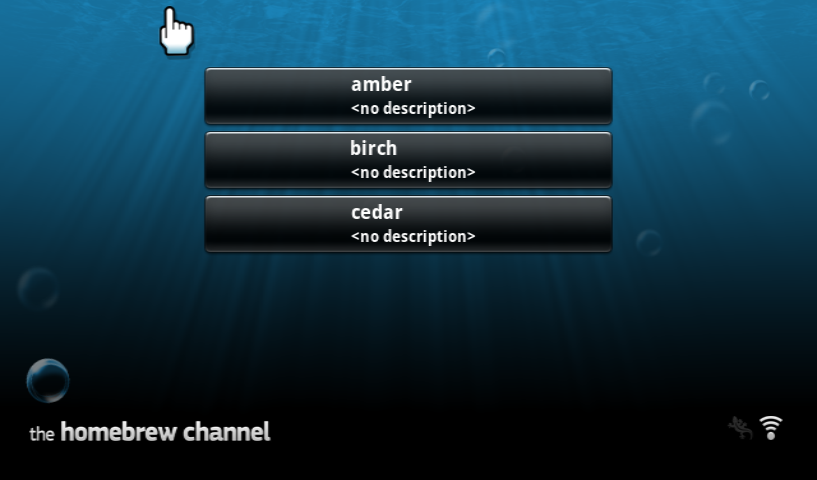 amber
<no description>
birch
<no description>
cedar
<no description>
the homebrew channel